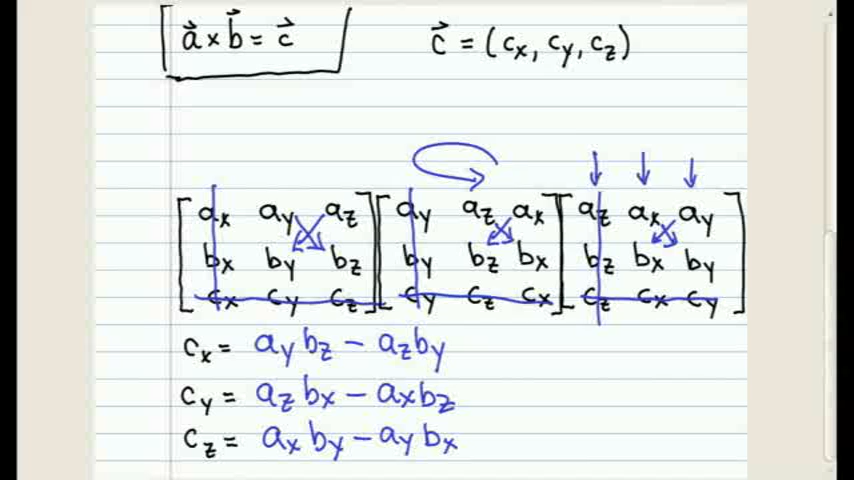 a⃗ × b⃗ = c⃗    c⃗ = (cx, cy, cz)
[ax ay az] [ay az ax] [az ax ay]
[bx by bz] [by bz bx] [bz bx by]
[cx cy cz] [cy cz cx] [cz cx cy]
cx = ay bz − az by
cy = az bx − ax bz
cz = ax by − ay bx